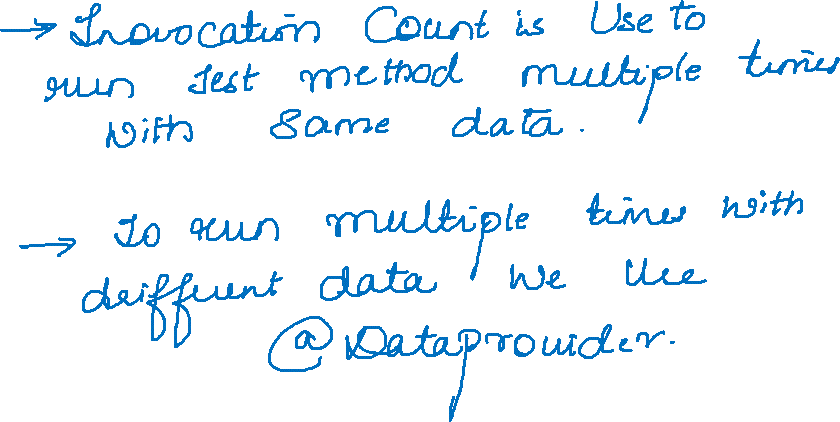 → Invocation Count is Use to
run Test method multiple times
with Same data.
→ To run multiple times with
different data we Use
@Dataprovider.